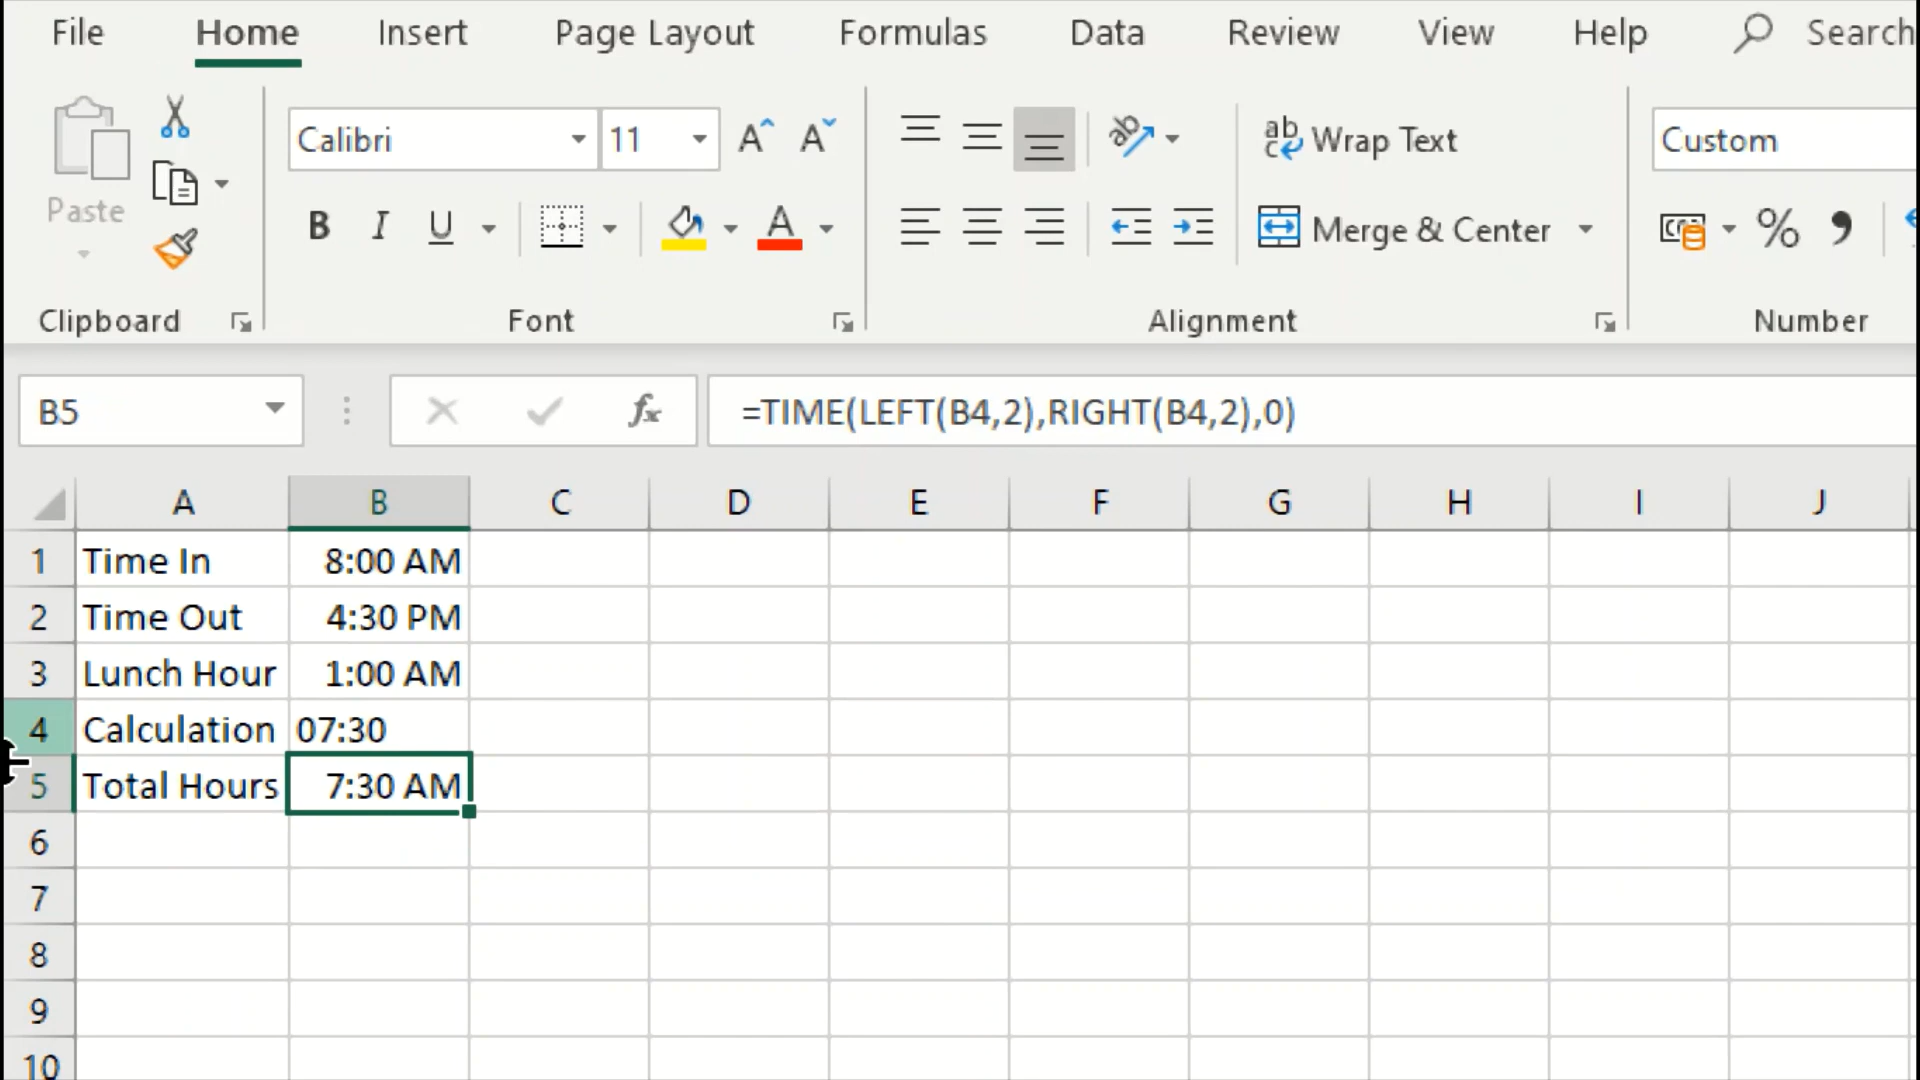 File Home Insert Page Layout Formulas Data Review View Help Search
Calibri 11 A A ab Wrap Text Custom
Paste B I U A Merge & Center % ,
Clipboard Font Alignment Number
B5 fx =TIME(LEFT(B4,2),RIGHT(B4,2),0)
A B C D E F G H I J
1 Time In 8:00 AM
2 Time Out 4:30 PM
3 Lunch Hour 1:00 AM
4 Calculation 07:30
5 Total Hours 7:30 AM
6
7
8
9
10